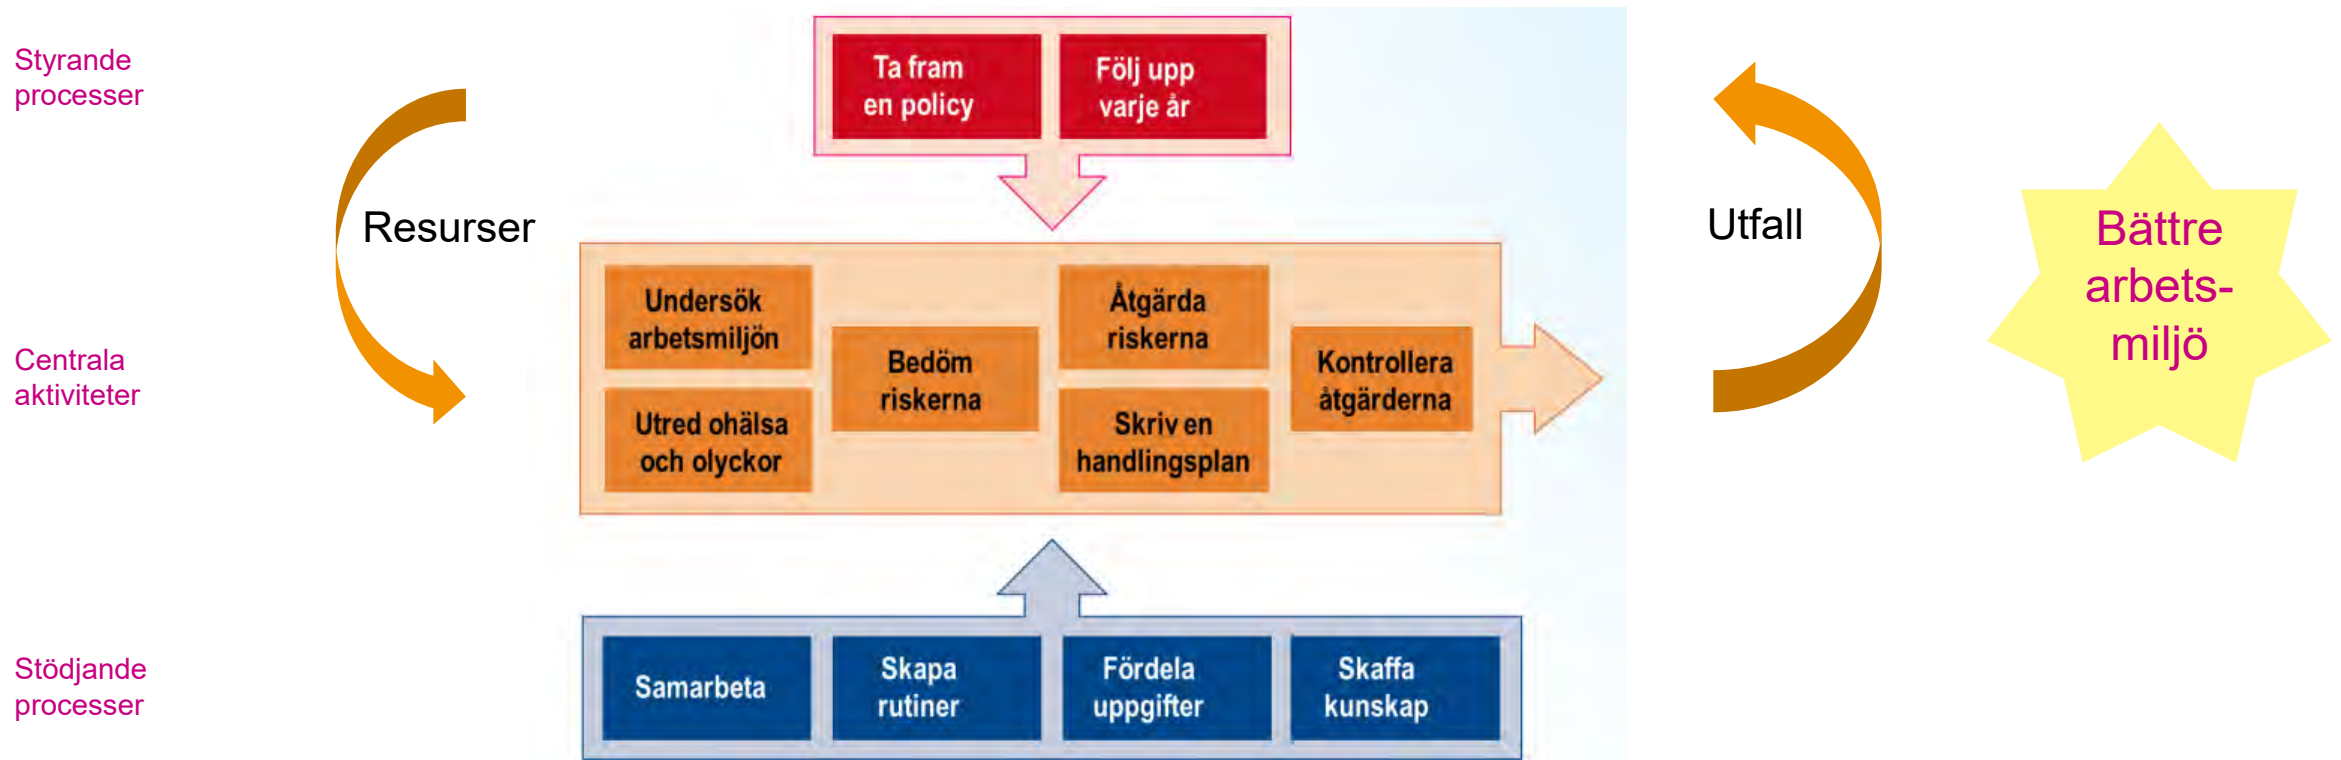 Styrande
processer
Ta fram
en policy
Följ upp
varje år
Resurser
Utfall
Bättre
arbets-
miljö
Centrala
aktiviteter
Undersök
arbetsmiljön
Utred ohälsa
och olyckor
Bedöm
riskerna
Åtgärda
riskerna
Skriv en
handlingsplan
Kontrollera
åtgärderna
Stödjande
processer
Samarbeta
Skapa
rutiner
Fördela
uppgifter
Skaffa
kunskap